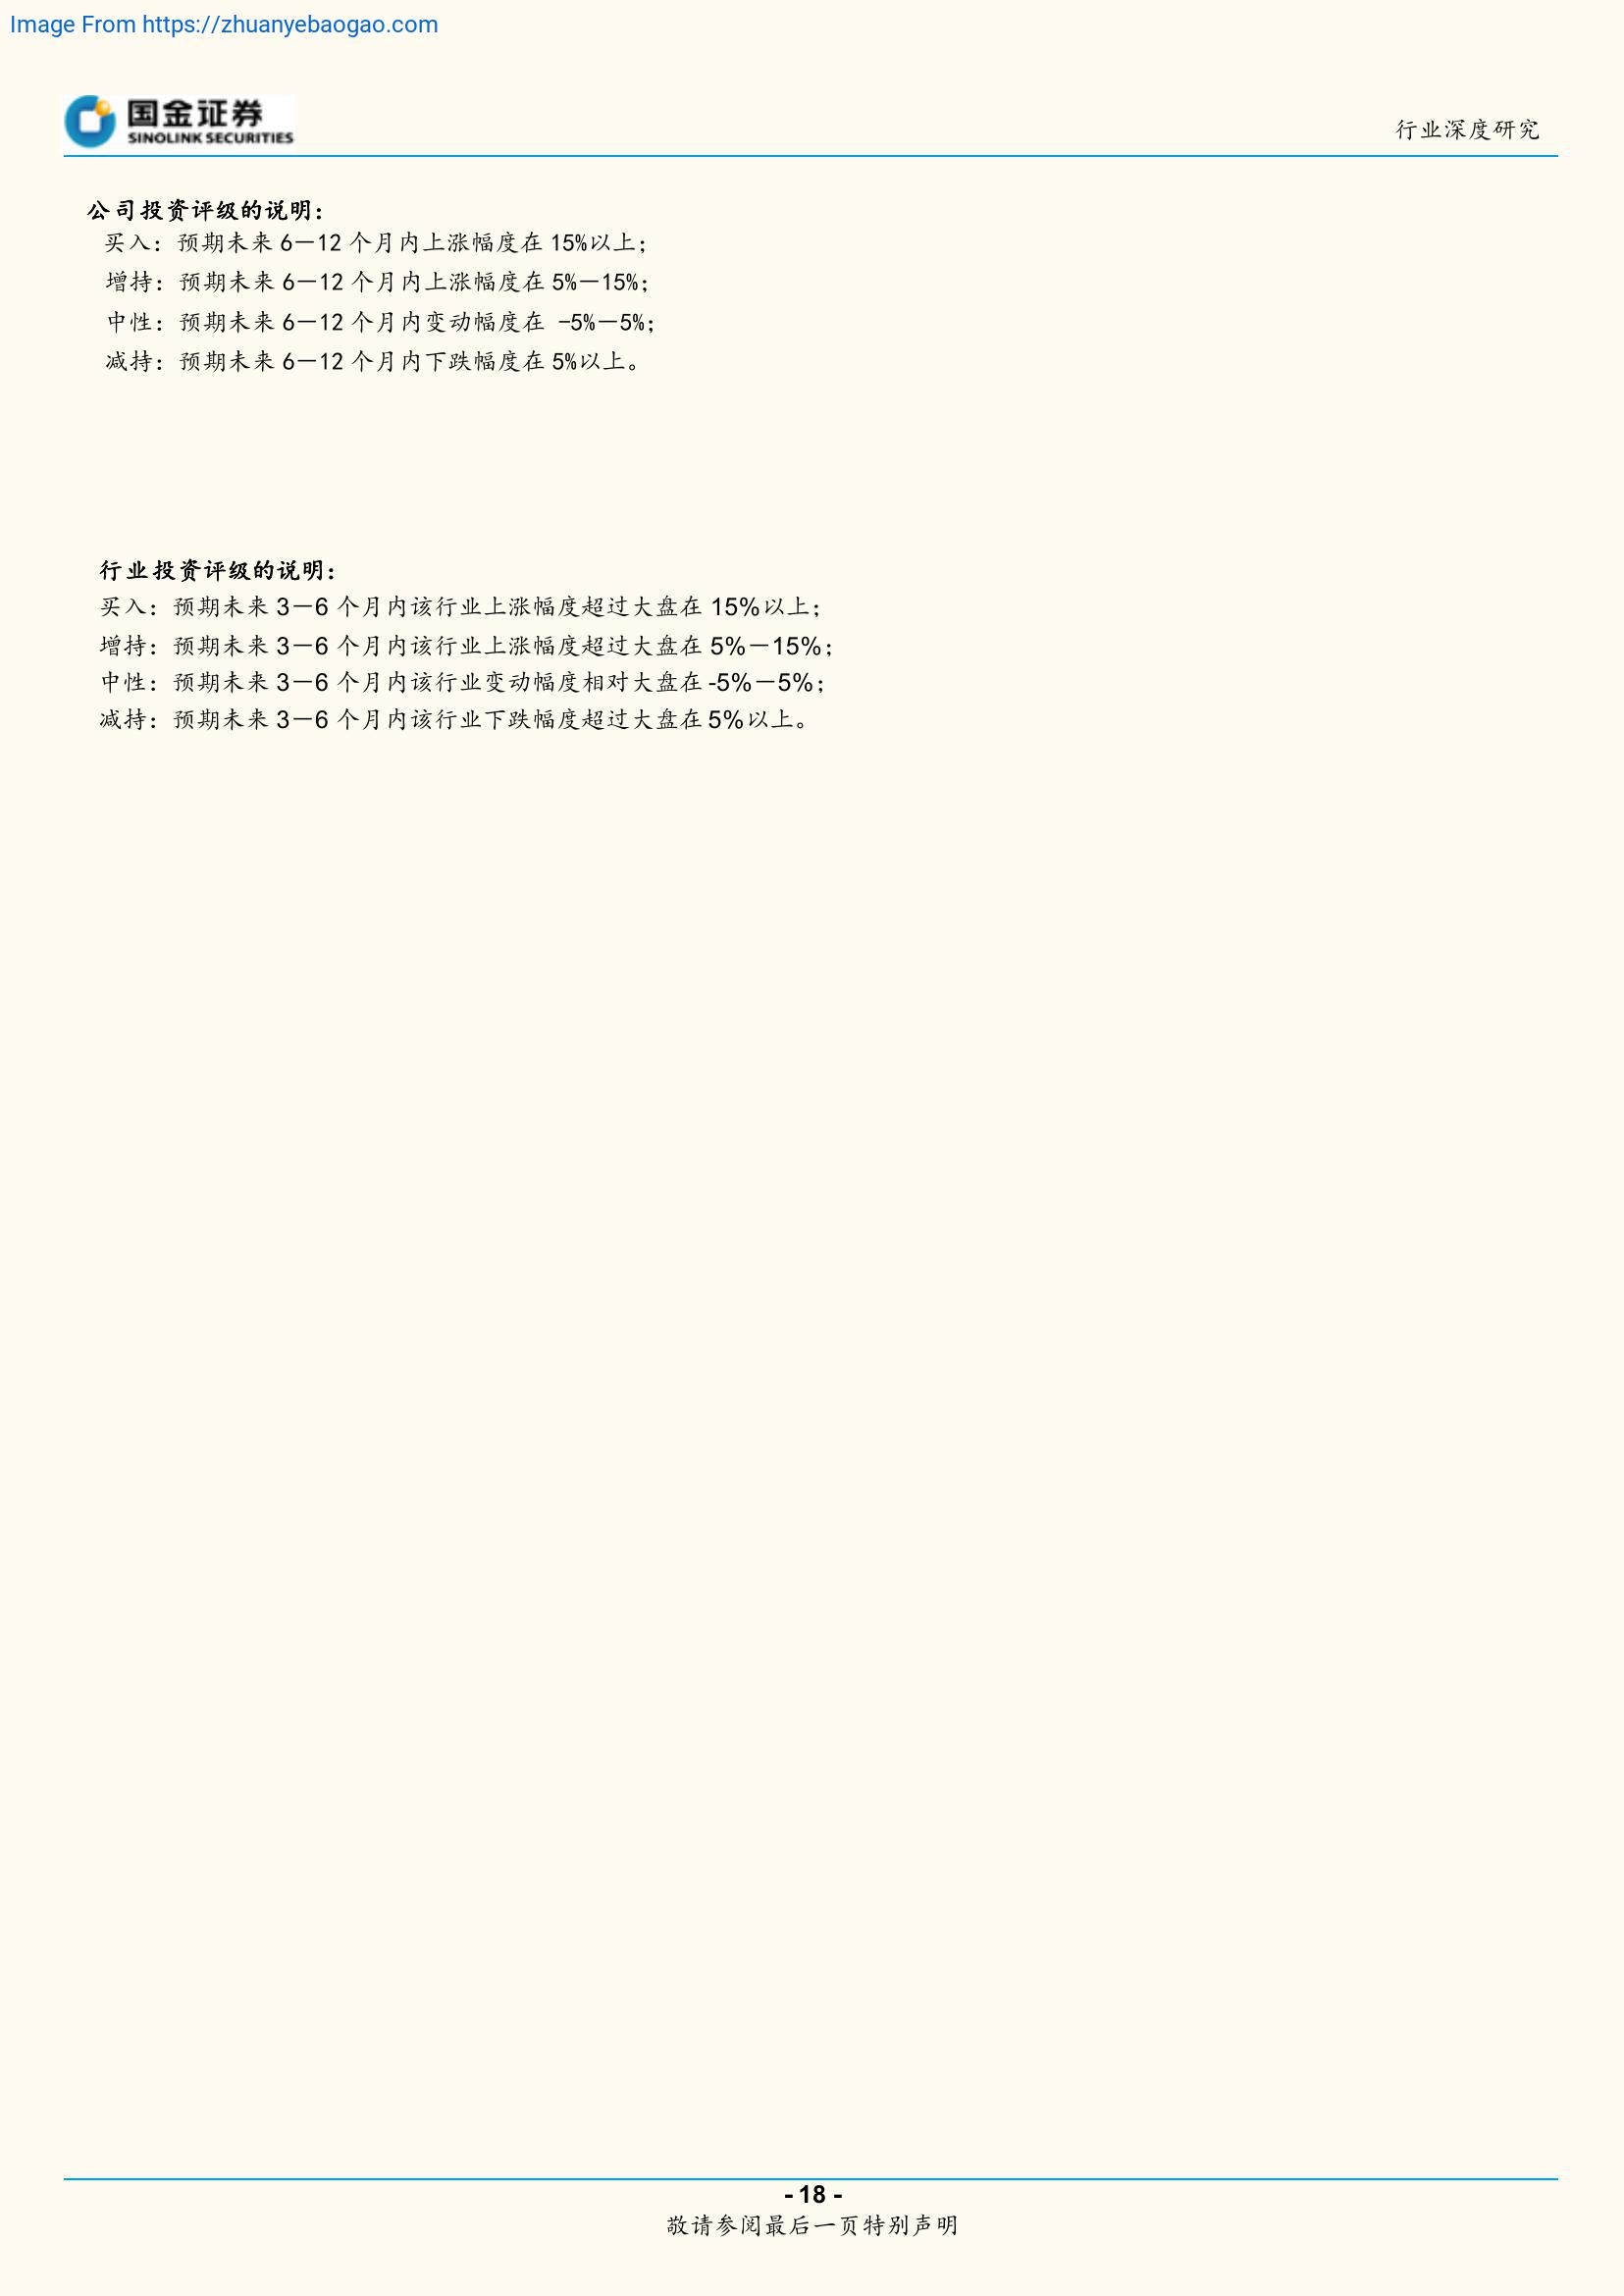 Image From https://zhuanyebaogao.com
国金证券
SINOLINK SECURITIES
行业深度研究
公司投资评级的说明：
买入：预期未来 6－12 个月内上涨幅度在 15%以上；
增持：预期未来 6－12 个月内上涨幅度在 5%－15%；
中性：预期未来 6－12 个月内变动幅度在 -5%－5%；
减持：预期未来 6－12 个月内下跌幅度在 5%以上。
行业投资评级的说明：
买入：预期未来 3－6 个月内该行业上涨幅度超过大盘在 15%以上；
增持：预期未来 3－6 个月内该行业上涨幅度超过大盘在 5%－15%；
中性：预期未来 3－6 个月内该行业变动幅度相对大盘在 -5%－5%；
减持：预期未来 3－6 个月内该行业下跌幅度超过大盘在 5%以上。
- 18 -
敬请参阅最后一页特别声明